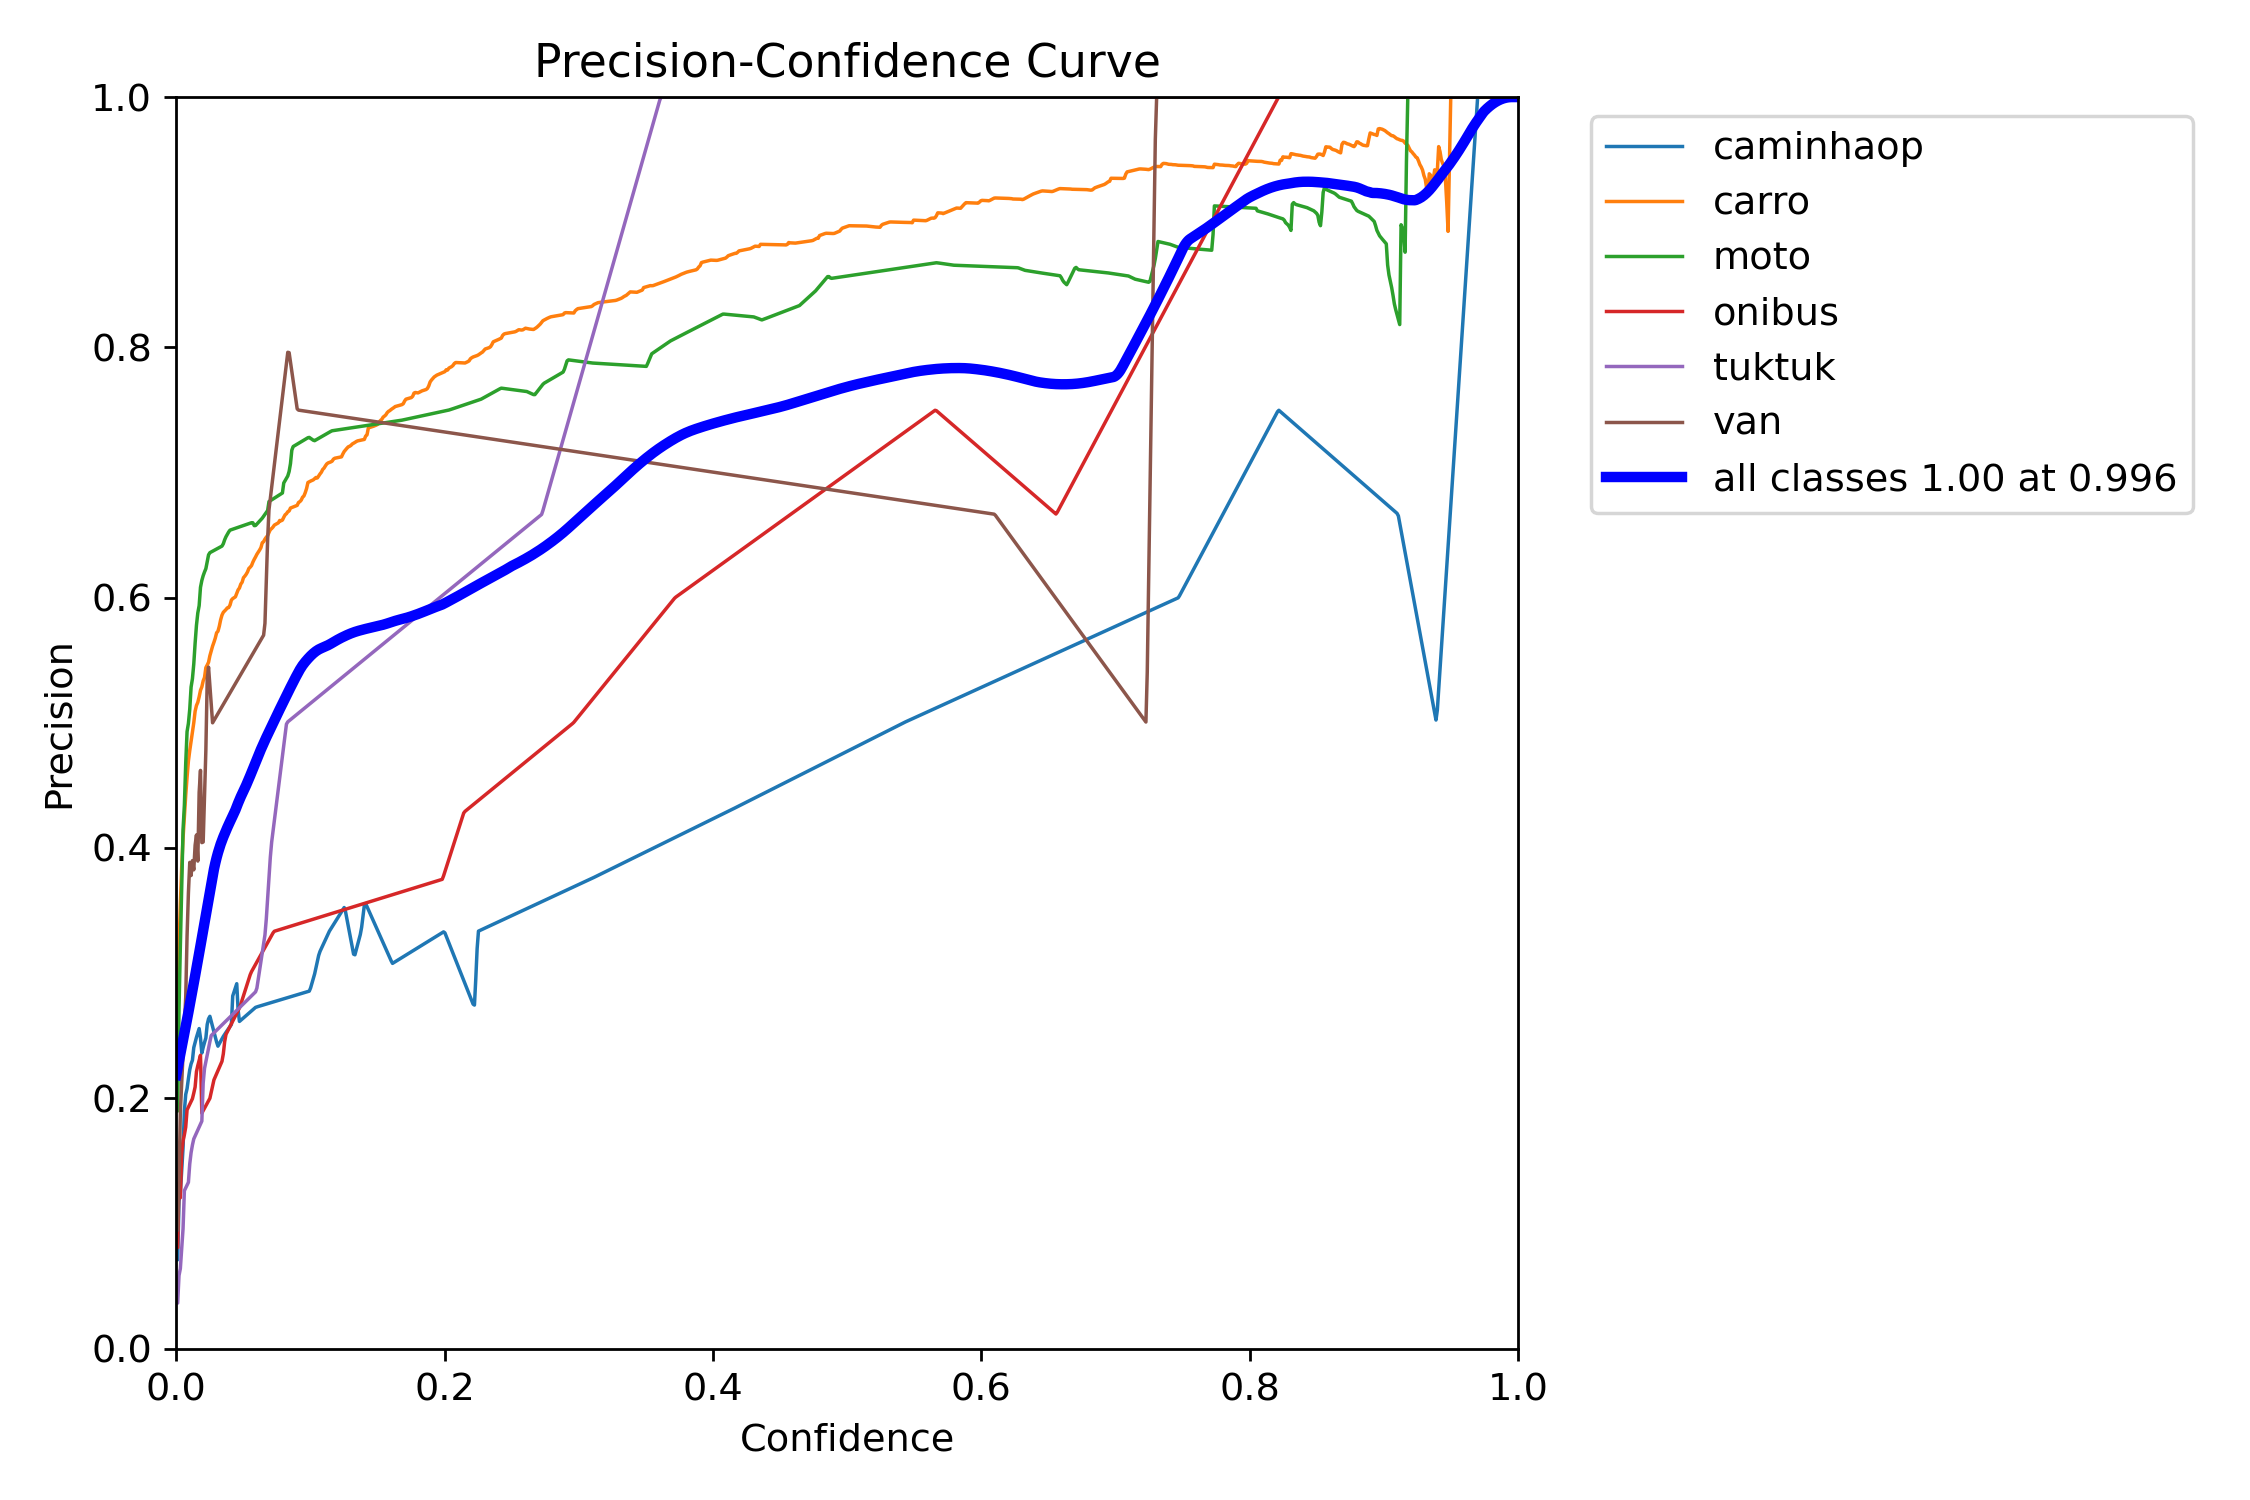 Precision-Confidence Curve
1.0
0.8
0.6
0.4
0.2
0.0
Precision
0.0 0.2 0.4 0.6 0.8 1.0
Confidence
caminhaop
carro
moto
onibus
tuktuk
van
all classes 1.00 at 0.996